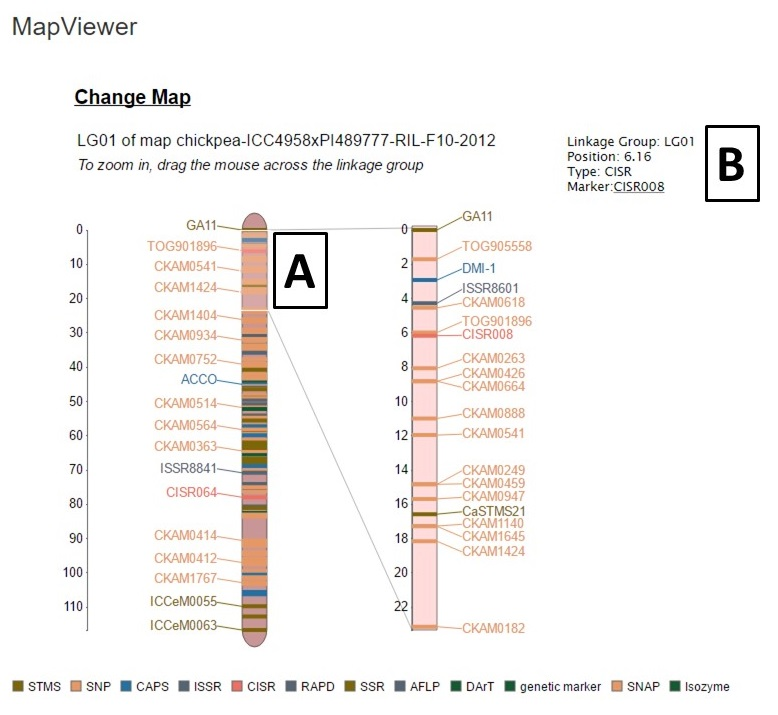 MapViewer
Change Map
LG01 of map chickpea-ICC4958xPI489777-RIL-F10-2012
To zoom in, drag the mouse across the linkage group
Linkage Group: LG01
Position: 6.16
Type: CISR
Marker:CISR008
B
A
0
10
20
30
40
50
60
70
80
90
100
110
GA11
TOG901896
CKAM0541
CKAM1424
CKAM1404
CKAM0934
CKAM0752
ACCO
CKAM0514
CKAM0564
CKAM0363
ISSR8841
CISR064
CKAM0414
CKAM0412
CKAM1767
ICCeM0055
ICCeM0063
0
2
4
6
8
10
12
14
16
18
20
22
GA11
TOG905558
DMI-1
ISSR8601
CKAM0618
TOG901896
CISR008
CKAM0263
CKAM0426
CKAM0664
CKAM0888
CKAM0541
CKAM0249
CKAM0459
CKAM0947
CaSTMS21
CKAM1140
CKAM1645
CKAM1424
CKAM0182
STMS SNP CAPS ISSR CISR RAPD SSR AFLP DArT genetic marker SNAP Isozyme